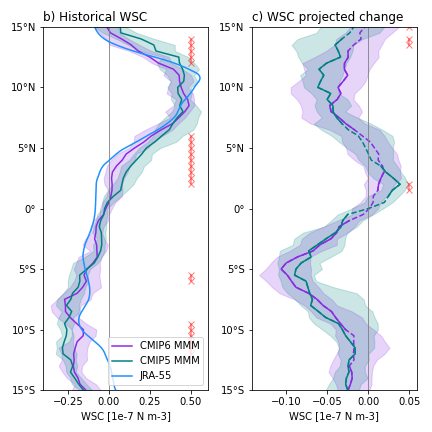 b) Historical WSC
c) WSC projected change
15°N
10°N
5°N
0°
5°S
10°S
15°S
15°N
10°N
5°N
0°
5°S
10°S
15°S
CMIP6 MMM
CMIP5 MMM
JRA-55
−0.25
0.00
0.25
0.50
−0.10
−0.05
0.00
0.05
WSC [1e-7 N m-3]
WSC [1e-7 N m-3]